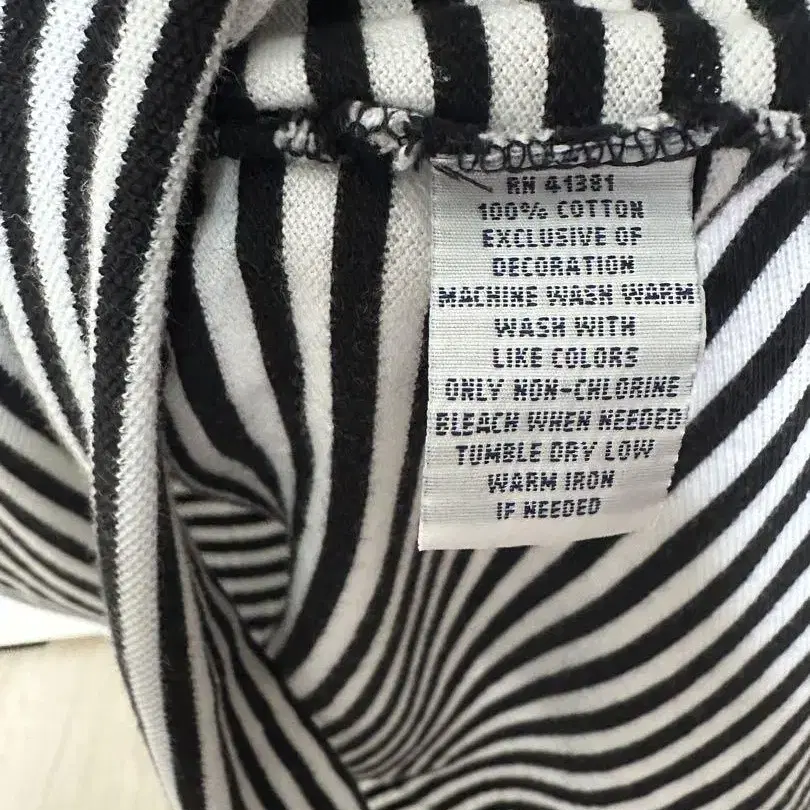 RN 41381
100% COTTON
EXCLUSIVE OF
DECORATION
MACHINE WASH WARM
WASH WITH
LIKE COLORS
ONLY NON-CHLORINE
BLEACH WHEN NEEDED
TUMBLE DRY LOW
WARM IRON
IF NEEDED